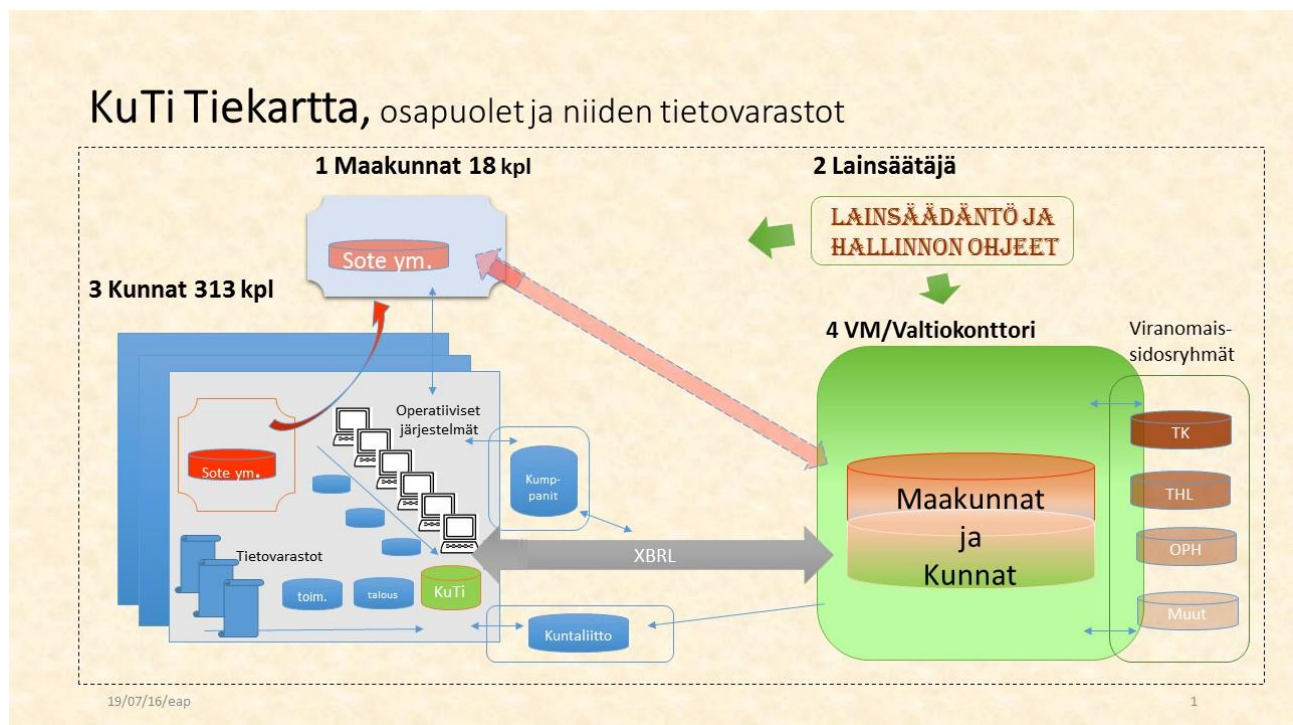 KuTi Tiekartta, osapuolet ja niiden tietovarastot
1 Maakunnat 18 kpl
2 Lainsäätäjä
LAINSÄÄDÄNTÖ JA
HALLINNON OHJEET
Sote ym.
3 Kunnat 313 kpl
4 VM/Valtiokonttori
Viranomais-
sidosryhmät
Operatiiviset
järjestelmät
Sote ym.
Kump-
panit
TK
THL
OPH
Muut
Maakunnat
ja
Kunnat
XBRL
Tietovarastot
toim.
talous
KuTi
Kuntaliitto
19/07/16/eap
1